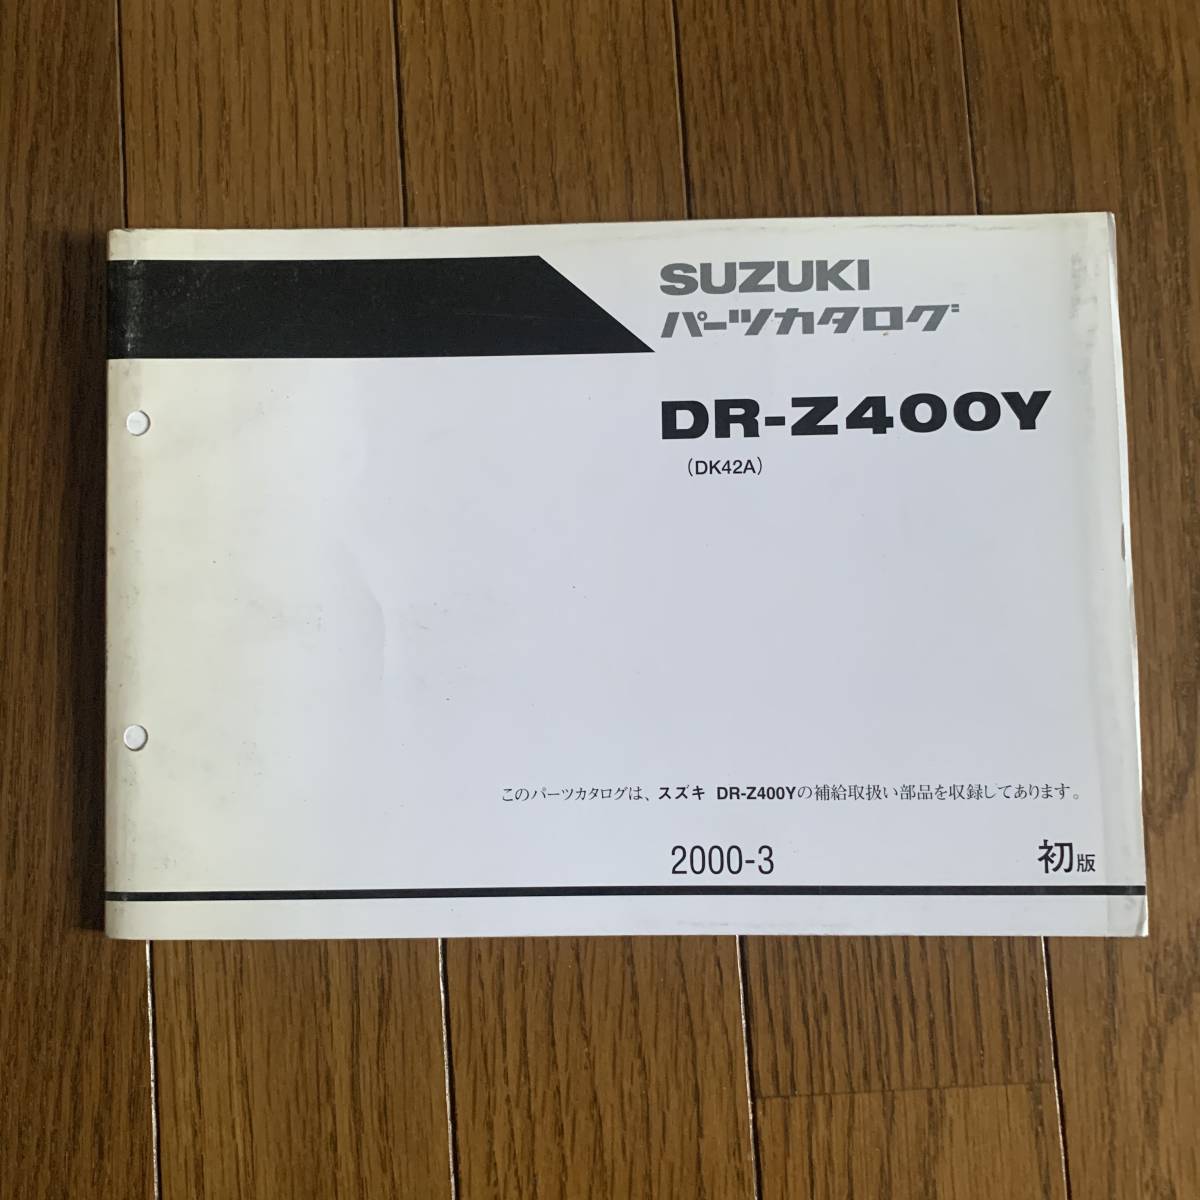 SUZUKI
パーツカタログ
DR-Z400Y
(DK42A)
このパーツカタログは、スズキ DR-Z400Yの補給取扱い部品を収録してあります。
2000-3 初版